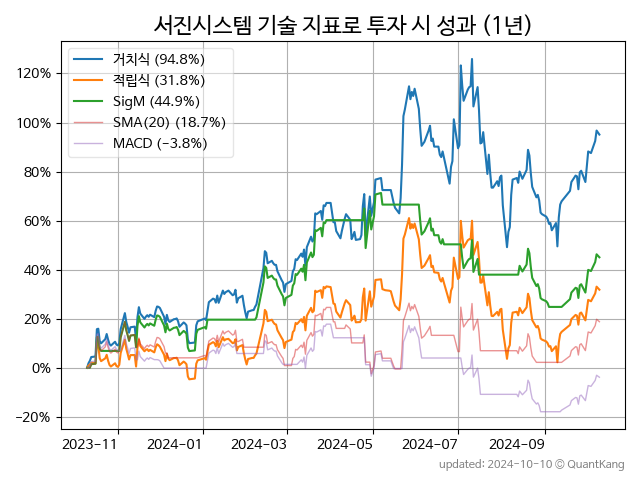 서진시스템 기술 지표로 투자 시 성과 (1년)
거치식 (94.8%)
적립식 (31.8%)
SigM (44.9%)
SMA(20) (18.7%)
MACD (−3.8%)
120%
100%
80%
60%
40%
20%
0%
−20%
2023−11 2024−01 2024−03 2024−05 2024−07 2024−09
updated: 2024-10-10 © QuantKang